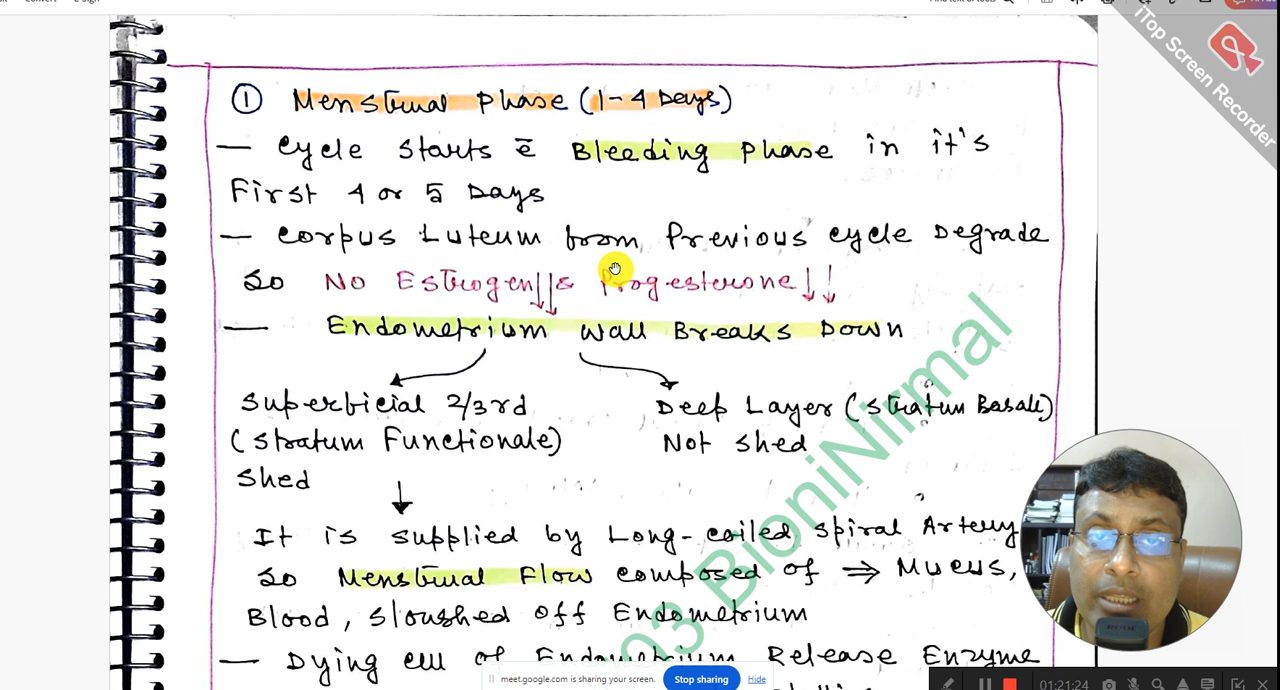 iTop Screen Recorder
① Menstrual Phase (1-4 Days)
— Cycle starts c̄ Bleeding Phase in it's
First 4 or 5 Days
— Corpus Luteum from Previous cycle Degrade
So No Estrogen↓↓& Progesterone↓↓
— Endometrium wall Breaks Down
Superficial 2/3rd
(Stratum Functionale)
Shed
Deep Layer (Stratum Basale)
Not shed
↓
It is supplied by Long-coiled spiral Artery
So Menstrual Flow composed of ⇒ Mucus,
Blood, sloushed off Endometrium
— Dying cell of Endometrium Release Enzyme
03 BioniNirmal
RODE
meet.google.com is sharing your screen.
Stop sharing
Hide
01:21:24